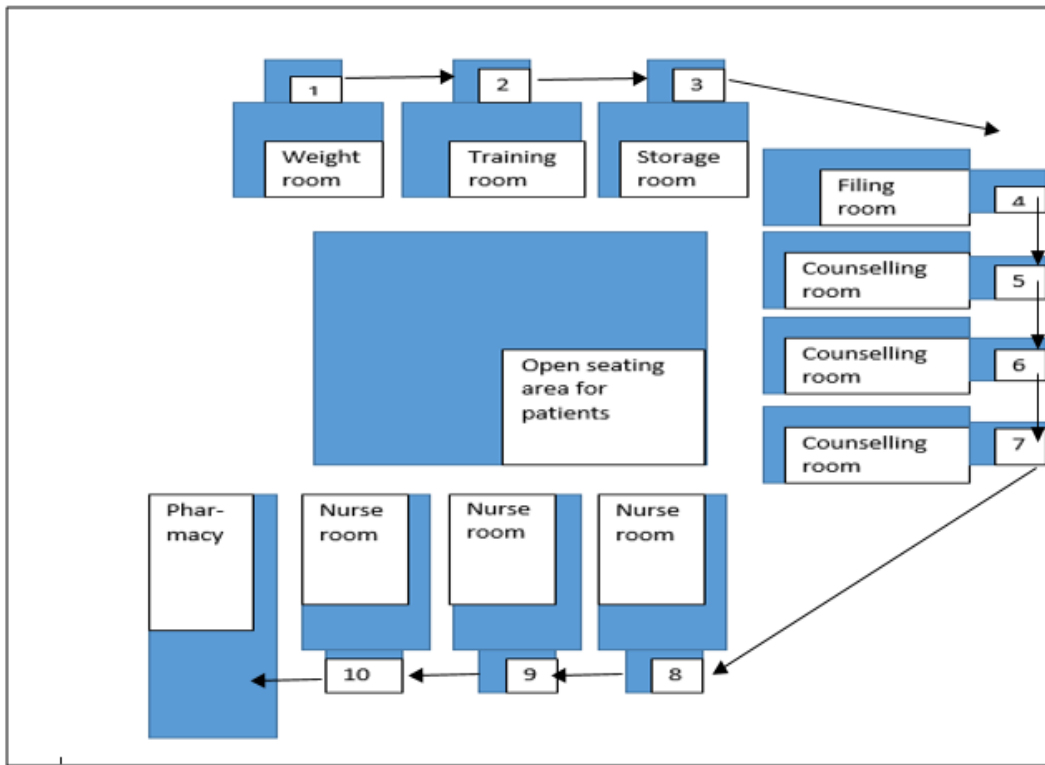 1
2
3
Weight
room
Training
room
Storage
room
Filing
room
4
Counselling
room
5
Counselling
room
6
Counselling
room
7
Open seating
area for
patients
Phar-
macy
Nurse
room
Nurse
room
Nurse
room
10
9
8